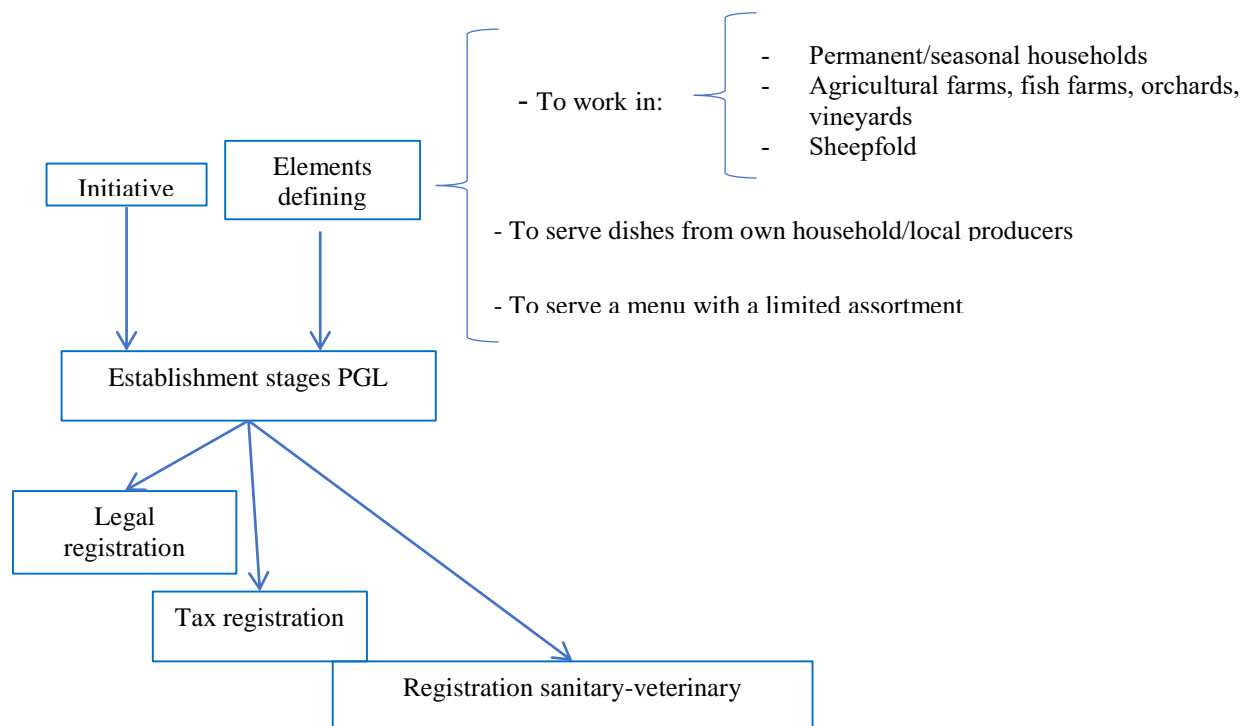 - Permanent/seasonal households
- Agricultural farms, fish farms, orchards,
vineyards
- Sheepfold
- To work in:
Elements
defining
Initiative
- To serve dishes from own household/local producers
- To serve a menu with a limited assortment
Establishment stages PGL
Legal
registration
Tax registration
Registration sanitary-veterinary